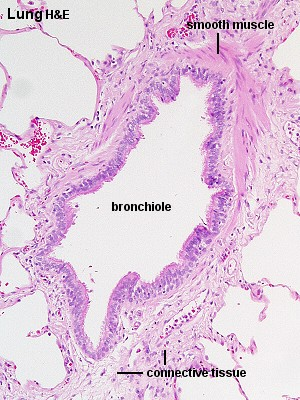 Lung H&E
smooth muscle
bronchiole
connective tissue